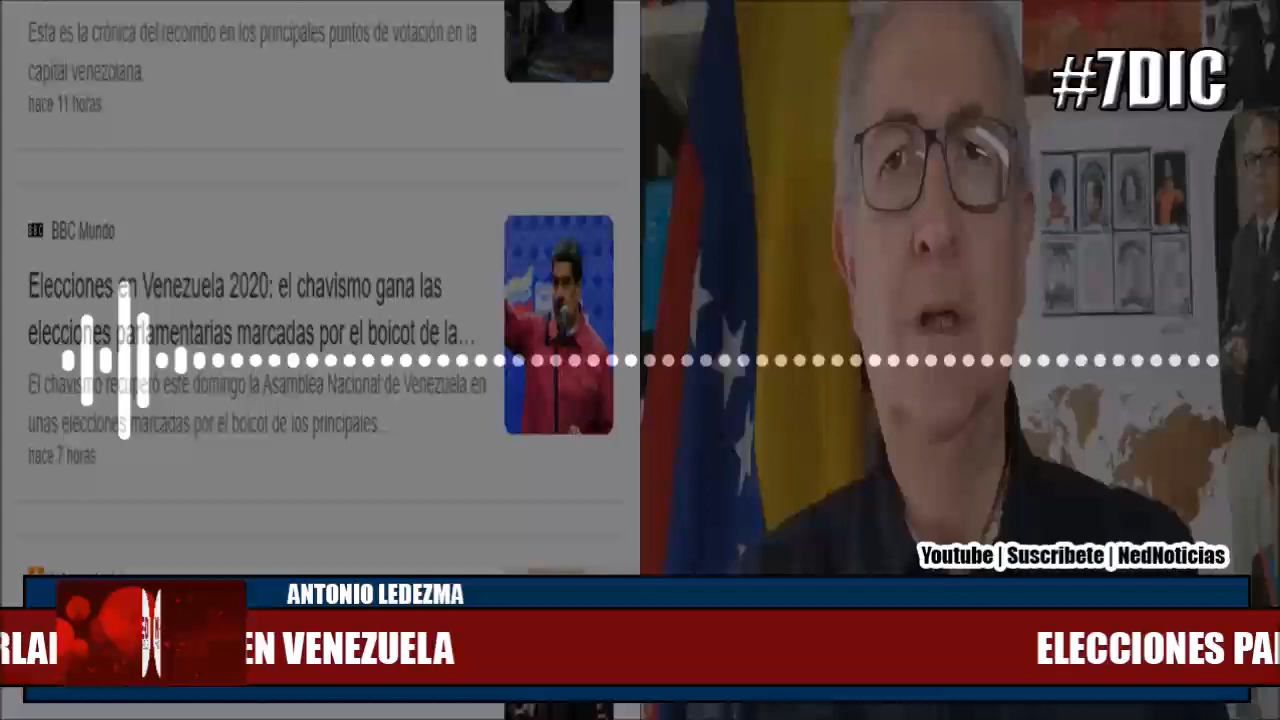 Esta es la crónica del recorrido en los principales puntos de votación en la
capital venezolana.
hace 11 horas
BBC BBC Mundo
Elecciones en Venezuela 2020: el chavismo gana las
elecciones parlamentarias marcadas por el boicot de la...
El chavismo recuperó este domingo la Asamblea Nacional de Venezuela en
unas elecciones marcadas por el boicot de los principales...
hace 7 horas
#7DIC
Youtube | Suscribete | NedNoticias
ANTONIO LEDEZMA
RLAI EN VENEZUELA
ELECCIONES PAI